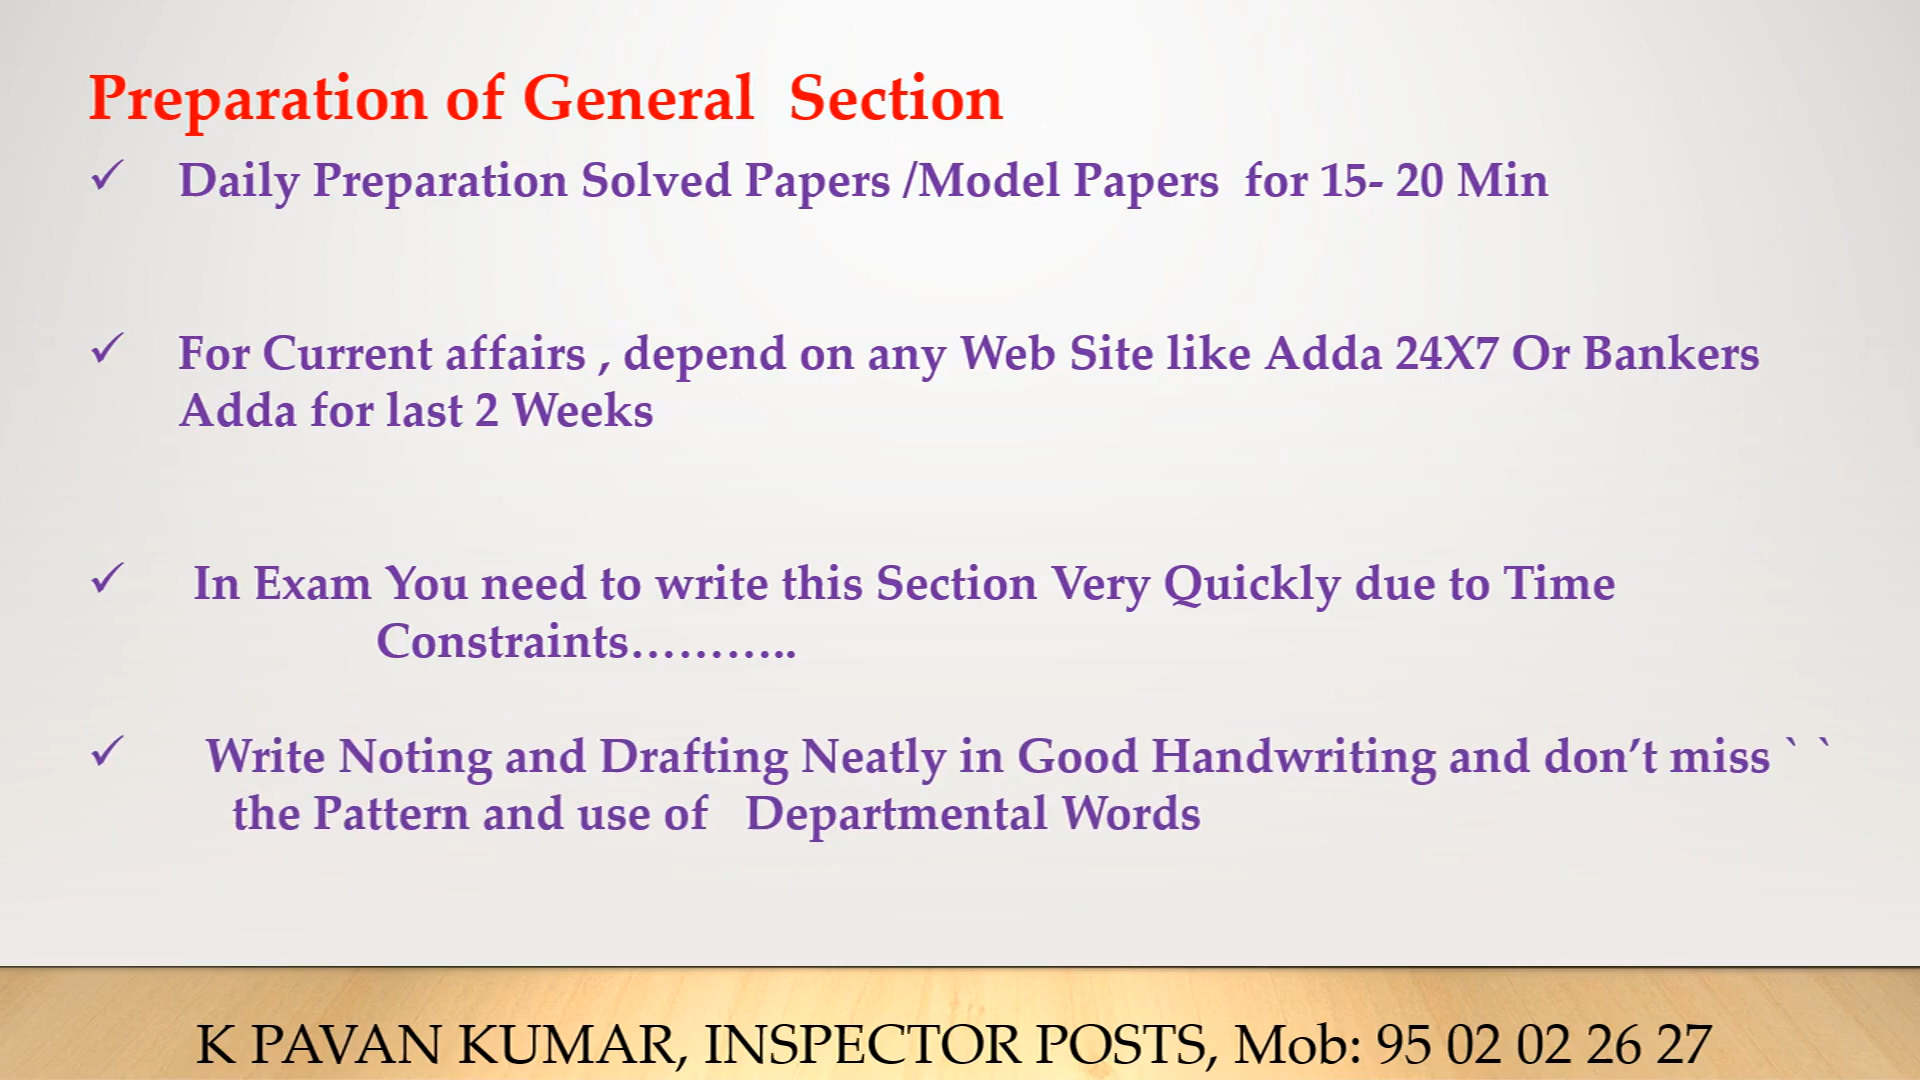 Preparation of General Section
✓ Daily Preparation Solved Papers /Model Papers for 15- 20 Min
✓ For Current affairs , depend on any Web Site like Adda 24X7 Or Bankers
Adda for last 2 Weeks
✓ In Exam You need to write this Section Very Quickly due to Time
Constraints………..
✓ Write Noting and Drafting Neatly in Good Handwriting and don’t miss ` `
the Pattern and use of Departmental Words
K PAVAN KUMAR, INSPECTOR POSTS, Mob: 95 02 02 26 27